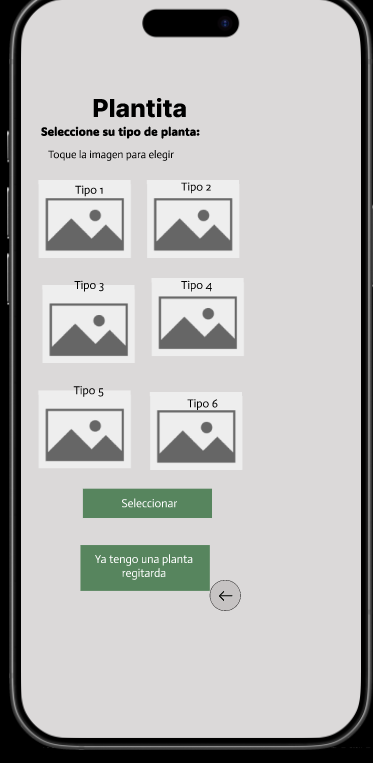 Plantita
Seleccione su tipo de planta:
Toque la imagen para elegir
Tipo 1
Tipo 2
Tipo 3
Tipo 4
Tipo 5
Tipo 6
Seleccionar
Ya tengo una planta
regitarda